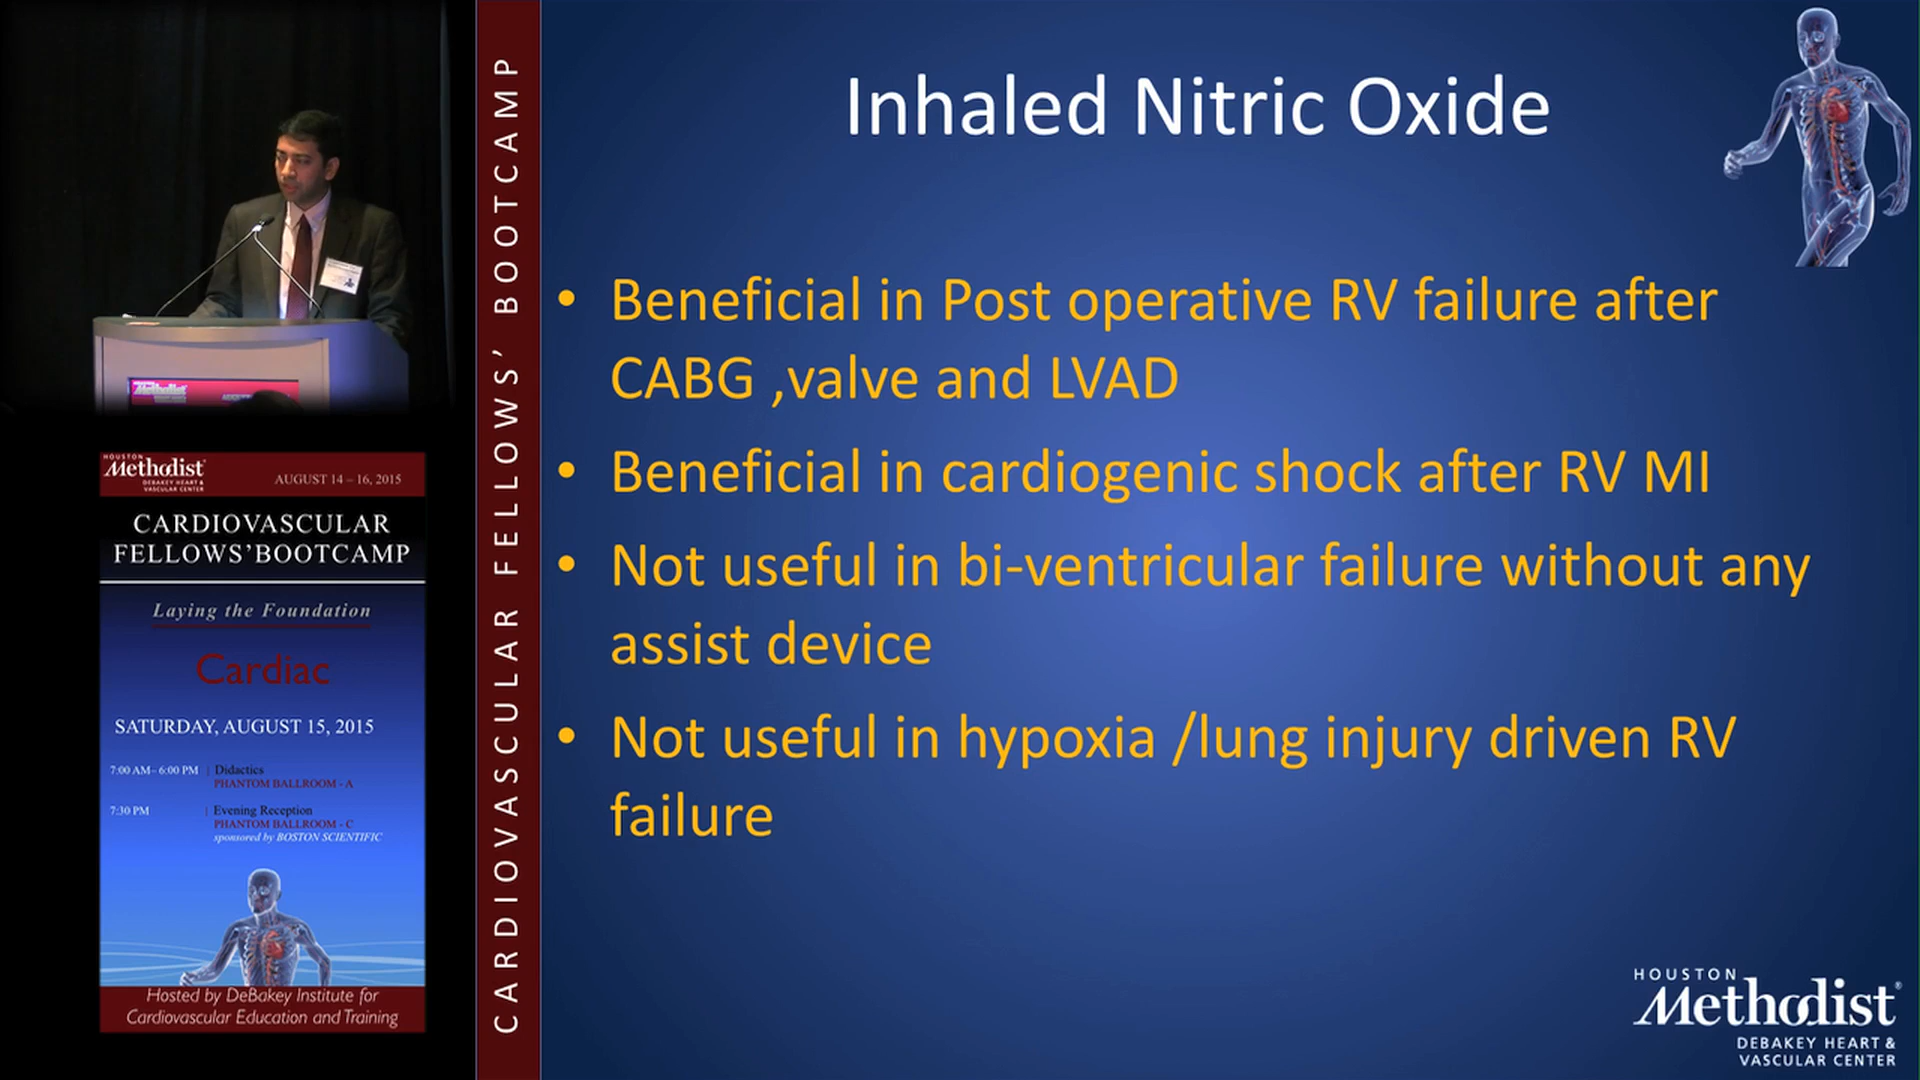 Inhaled Nitric Oxide
• Beneficial in Post operative RV failure after
CABG ,valve and LVAD
• Beneficial in cardiogenic shock after RV MI
• Not useful in bi-ventricular failure without any
assist device
• Not useful in hypoxia /lung injury driven RV
failure
HOUSTON
Methodist®
DEBAKEY HEART &
VASCULAR CENTER
CARDIOVASCULAR FELLOWS’ BOOTCAMP
Methodist
HOUSTON
Methodist
DEBAKEY HEART &
VASCULAR CENTER
AUGUST 14 – 16, 2015
CARDIOVASCULAR
FELLOWS’BOOTCAMP
Laying the Foundation
Cardiac
SATURDAY, AUGUST 15, 2015
7:00 AM– 6:00 PM | Didactics
PHANTOM BALLROOM - A
7:30 PM | Evening Reception
PHANTOM BALLROOM - C
sponsored by BOSTON SCIENTIFIC
Hosted by DeBakey Institute for
Cardiovascular Education and Training